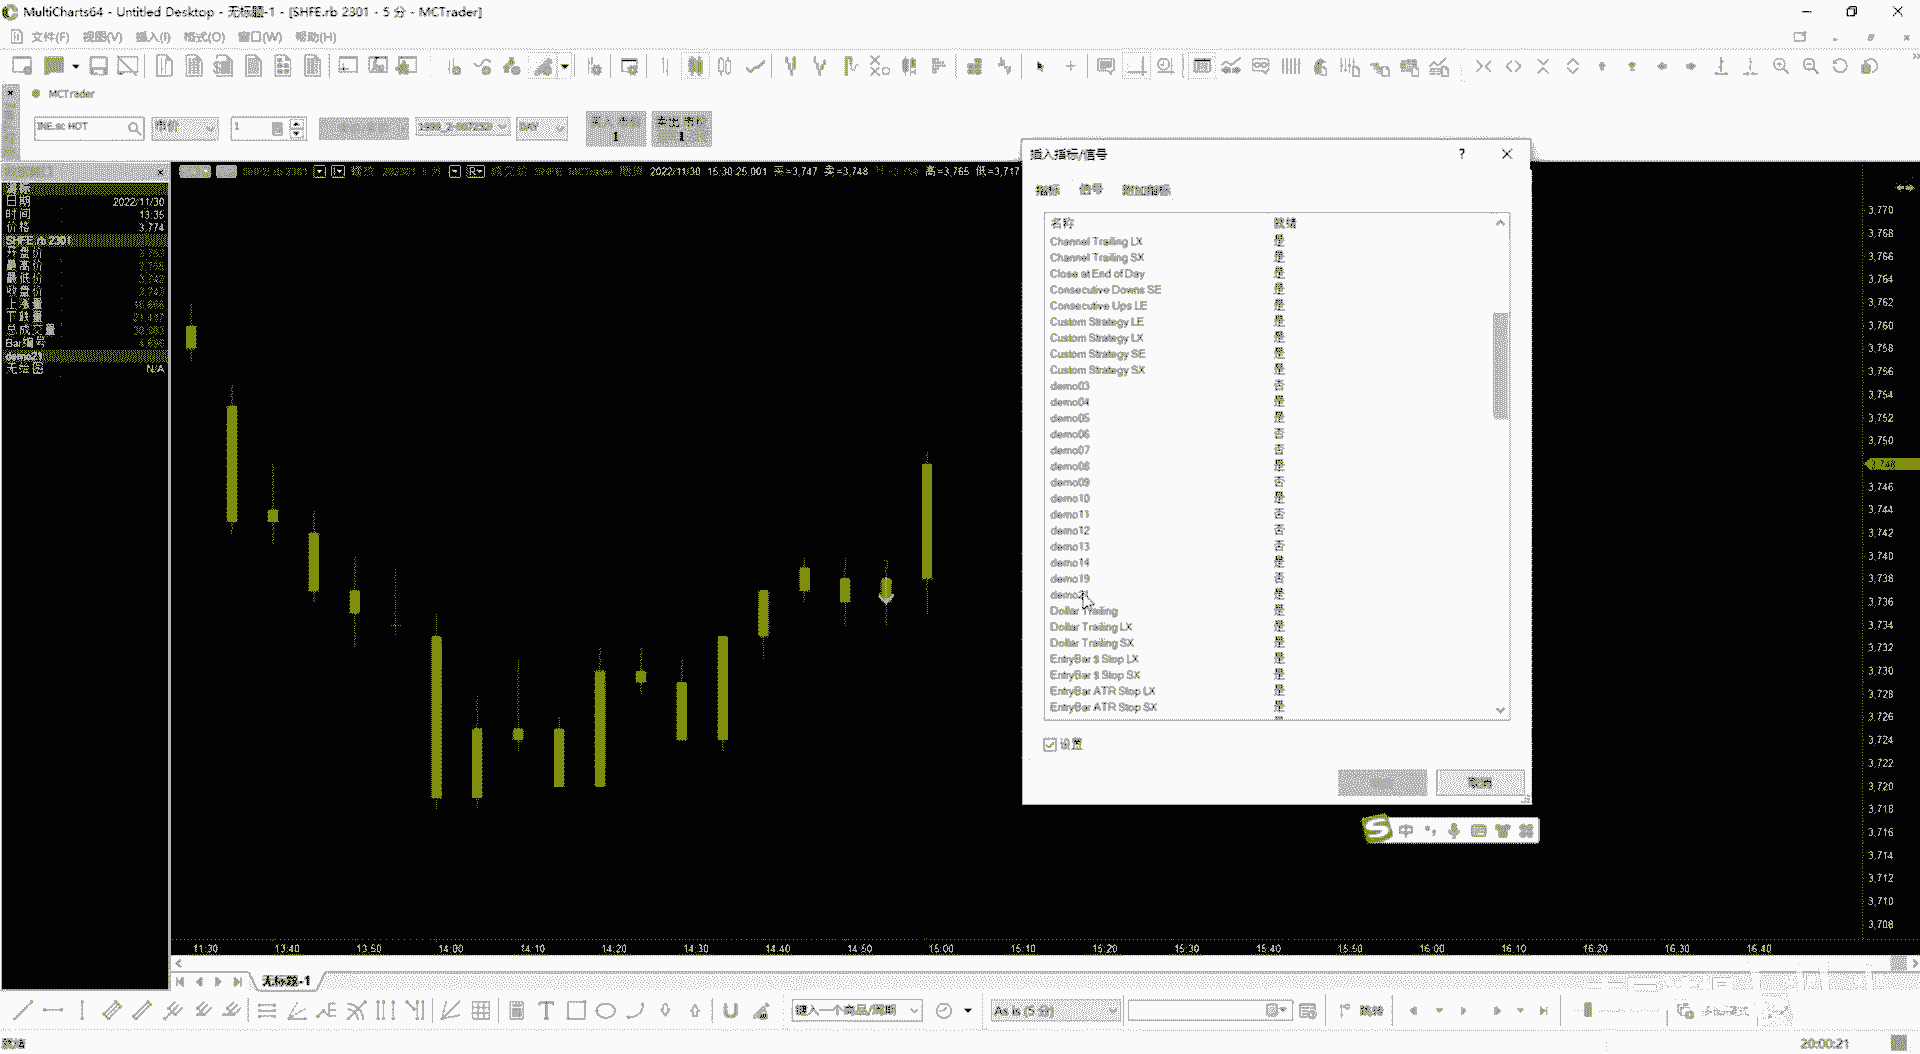 MultiCharts64 - Untitled Desktop - 无标题-1 - [SHFE.rb 2301 - 5 分 - MCTrader]
文件(F) 视图(V) 插入(I) 格式(O) 窗口(W) 帮助(H)
MCTrader
INE.sc HOT 市价 1 DAY 1 1
日期 2022/11/30
时间 13:35
价格 3,774
SHFE.rb 2301
开盘价
最高价
最低价
收盘价
上涨量
下跌量
总成交量
Bar编号
demo21
无绘图 N/A
SHFE.rb 2301 2022/11/30 15:30:25.001 买=3,747 卖=3,748 高=3,765 低=3,717
插入指标/信号 ?
指标 信号 附加指标
名称 就绪
Channel Trailing LX 是
Channel Trailing SX 是
Close at End of Day 是
Consecutive Downs SE 是
Consecutive Ups LE 是
Custom Strategy LE 是
Custom Strategy LX 是
Custom Strategy SE 是
Custom Strategy SX 是
demo03 否
demo04 是
demo05 是
demo06 否
demo07 否
demo08 是
demo09 否
demo10 是
demo11 否
demo12 否
demo13 否
demo14 是
demo19 否
demo21 是
Dollar Trailing 是
Dollar Trailing LX 是
Dollar Trailing SX 是
EntryBar $ Stop LX 是
EntryBar $ Stop SX 是
EntryBar ATR Stop LX 是
EntryBar ATR Stop SX 是
设置
取消
中
3,770
3,768
3,766
3,764
3,762
3,760
3,758
3,756
3,754
3,752
3,750
3,748
3,746
3,744
3,742
3,740
3,738
3,736
3,734
3,732
3,730
3,728
3,726
3,724
3,722
3,720
3,718
3,716
3,714
3,712
3,710
3,708
11:30 13:40 13:50 14:00 14:10 14:20 14:30 14:40 14:50 15:00 15:10 15:20 15:30 15:40 15:50 16:00 16:10 16:20 16:30 16:40
无标题-1
键入一个商品/周期 As is (5 分) 跳转
就绪 20:00:21